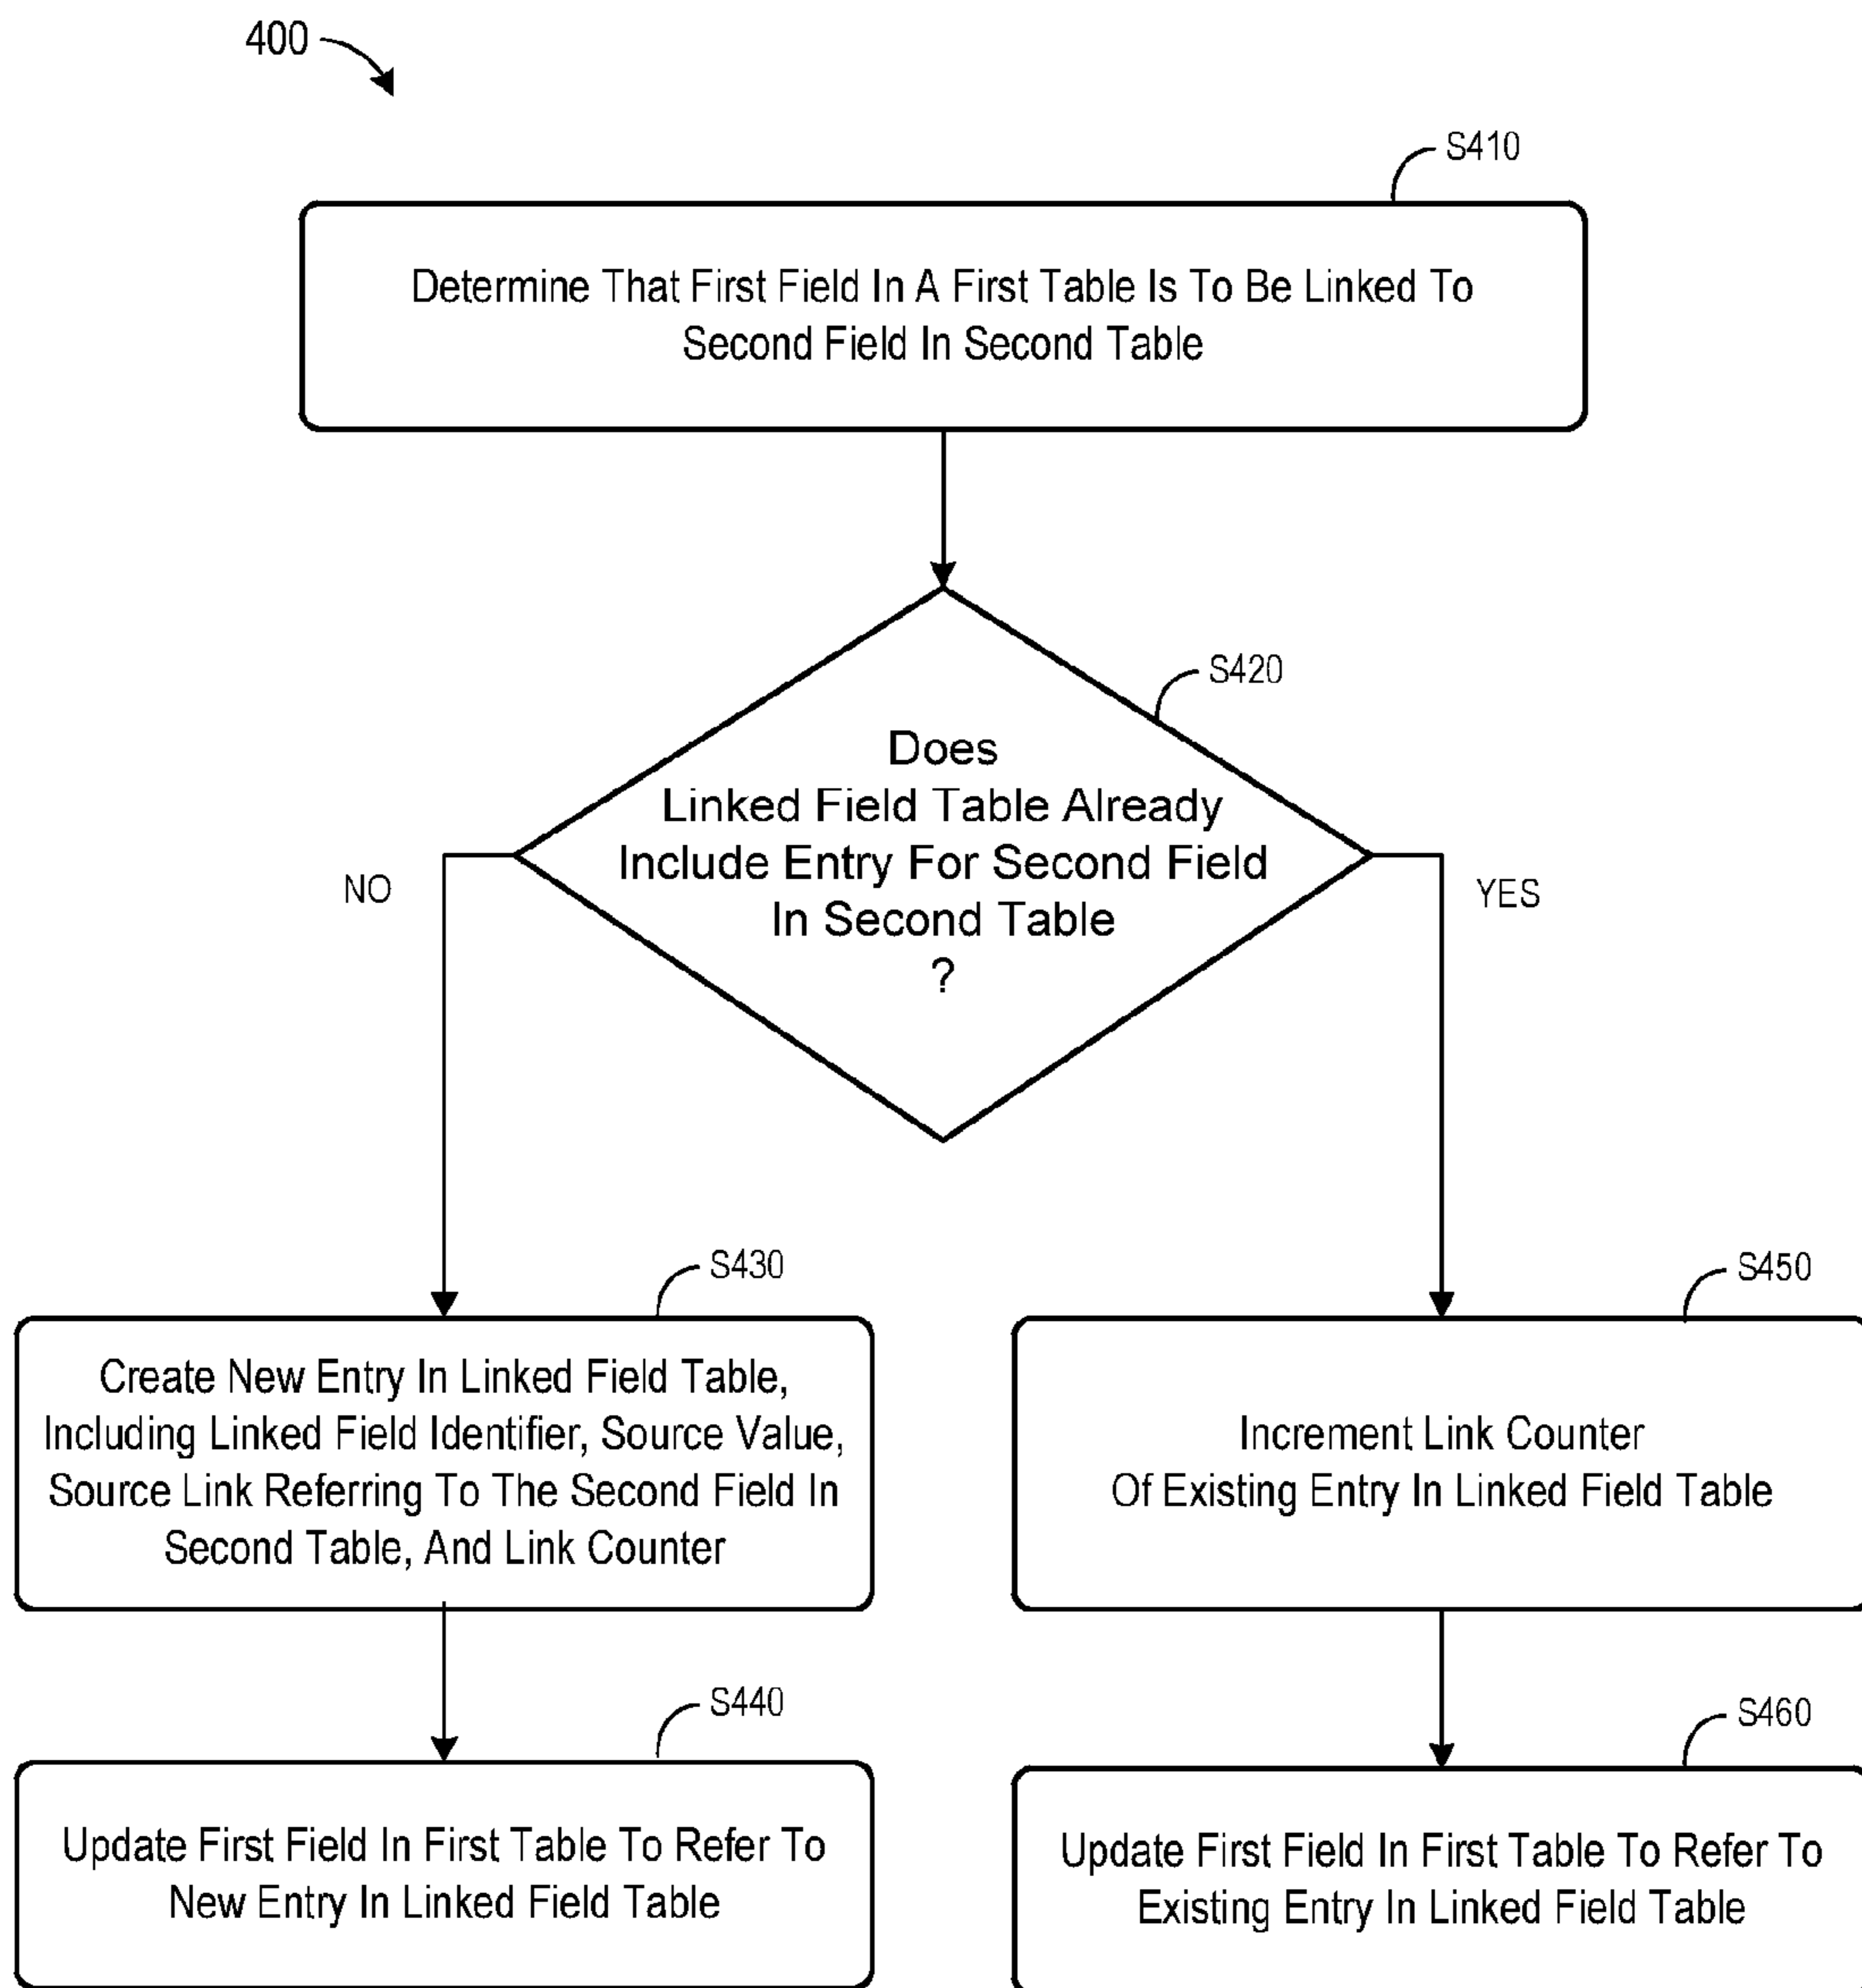 400
S410
Determine That First Field In A First Table Is To Be Linked To
Second Field In Second Table
S420
Does
Linked Field Table Already
Include Entry For Second Field
In Second Table
?
NO
YES
S430
Create New Entry In Linked Field Table,
Including Linked Field Identifier, Source Value,
Source Link Referring To The Second Field In
Second Table, And Link Counter
S450
Increment Link Counter
Of Existing Entry In Linked Field Table
S440
Update First Field In First Table To Refer To
New Entry In Linked Field Table
S460
Update First Field In First Table To Refer To
Existing Entry In Linked Field Table